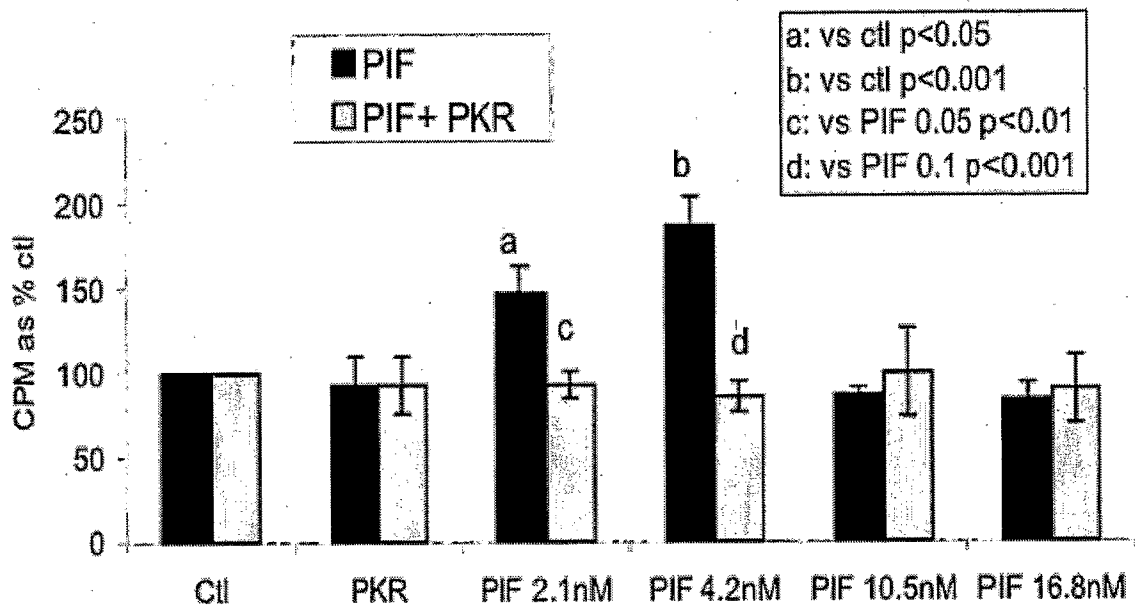 a: vs ctl p<0.05
b: vs ctl p<0.001
c: vs PIF 0.05 p<0.01
d: vs PIF 0.1 p<0.001
PIF
PIF+ PKR
CPM as % ctl
250
200
150
100
50
0
a
c
b
d
Ctl
PKR
PIF 2.1nM
PIF 4.2nM
PIF 10.5nM
PIF 16.8nM